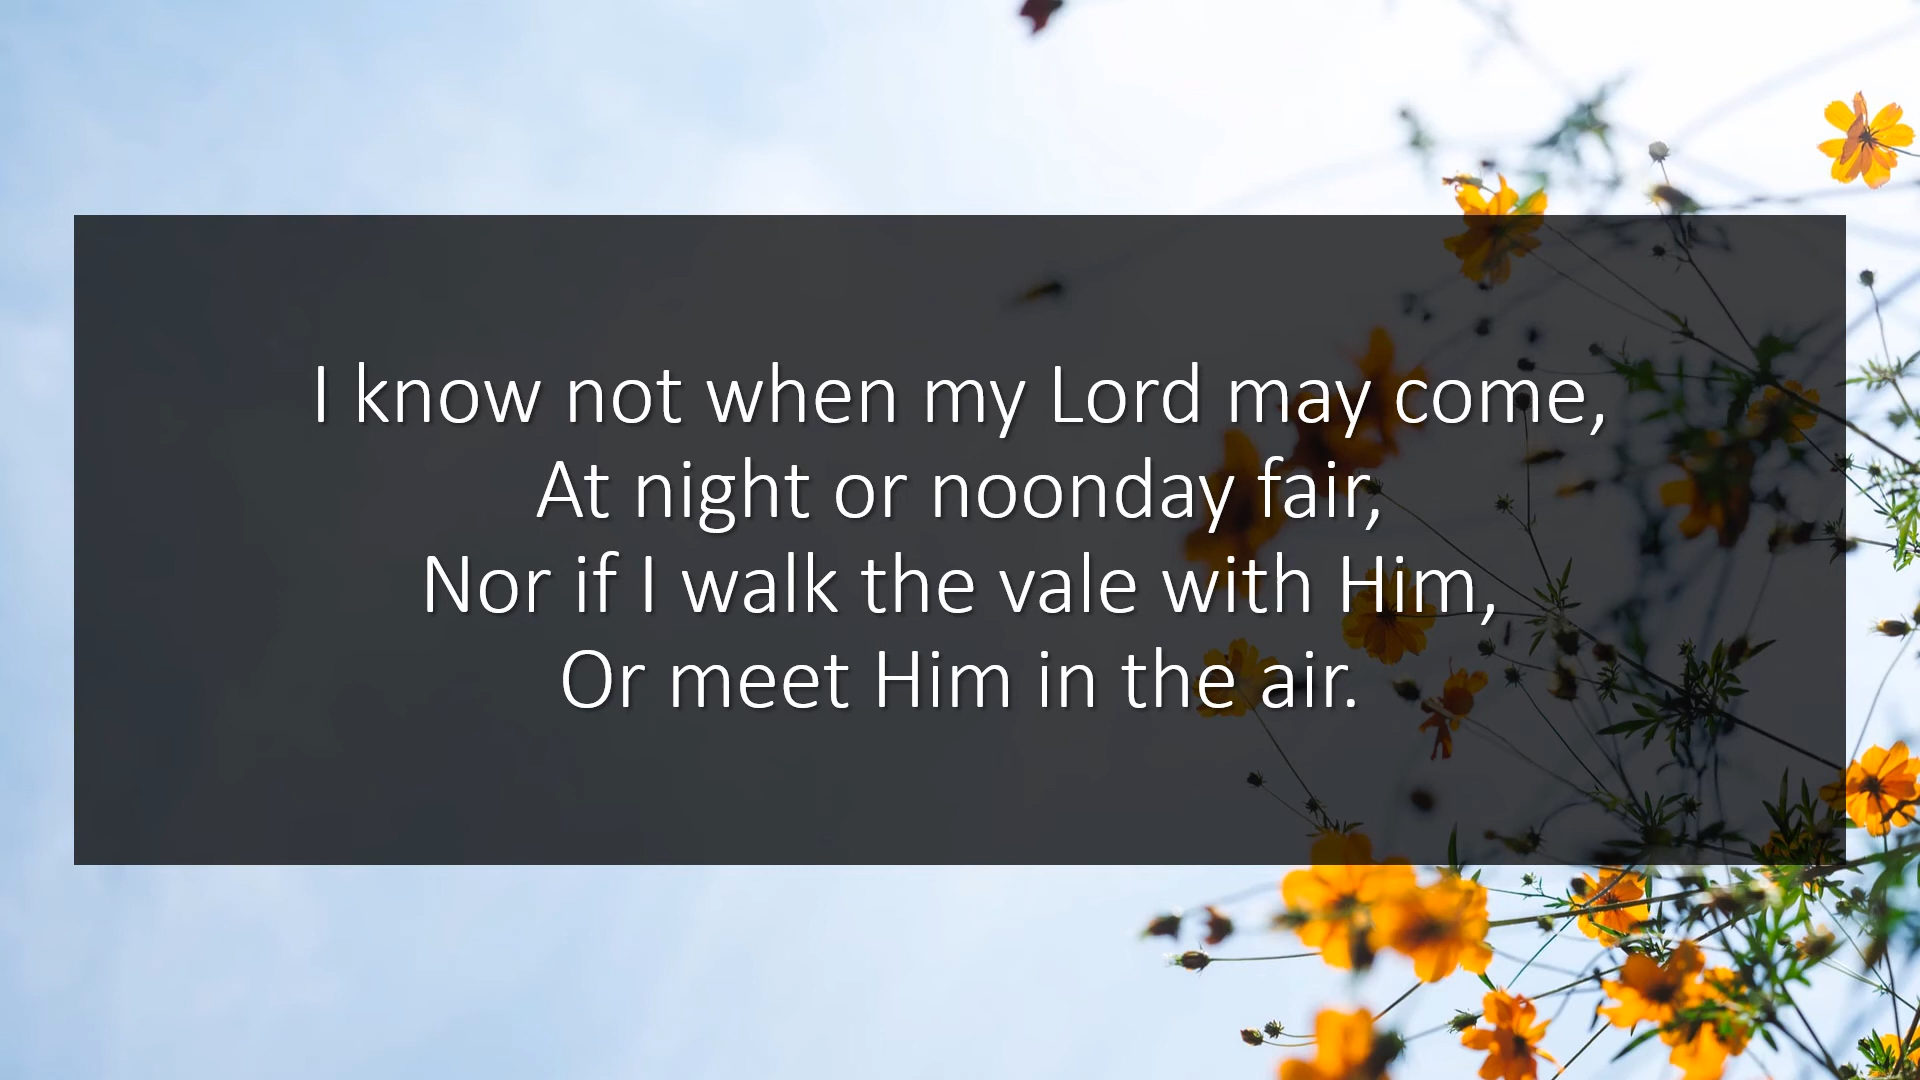 I know not when my Lord may come,
At night or noonday fair,
Nor if I walk the vale with Him,
Or meet Him in the air.